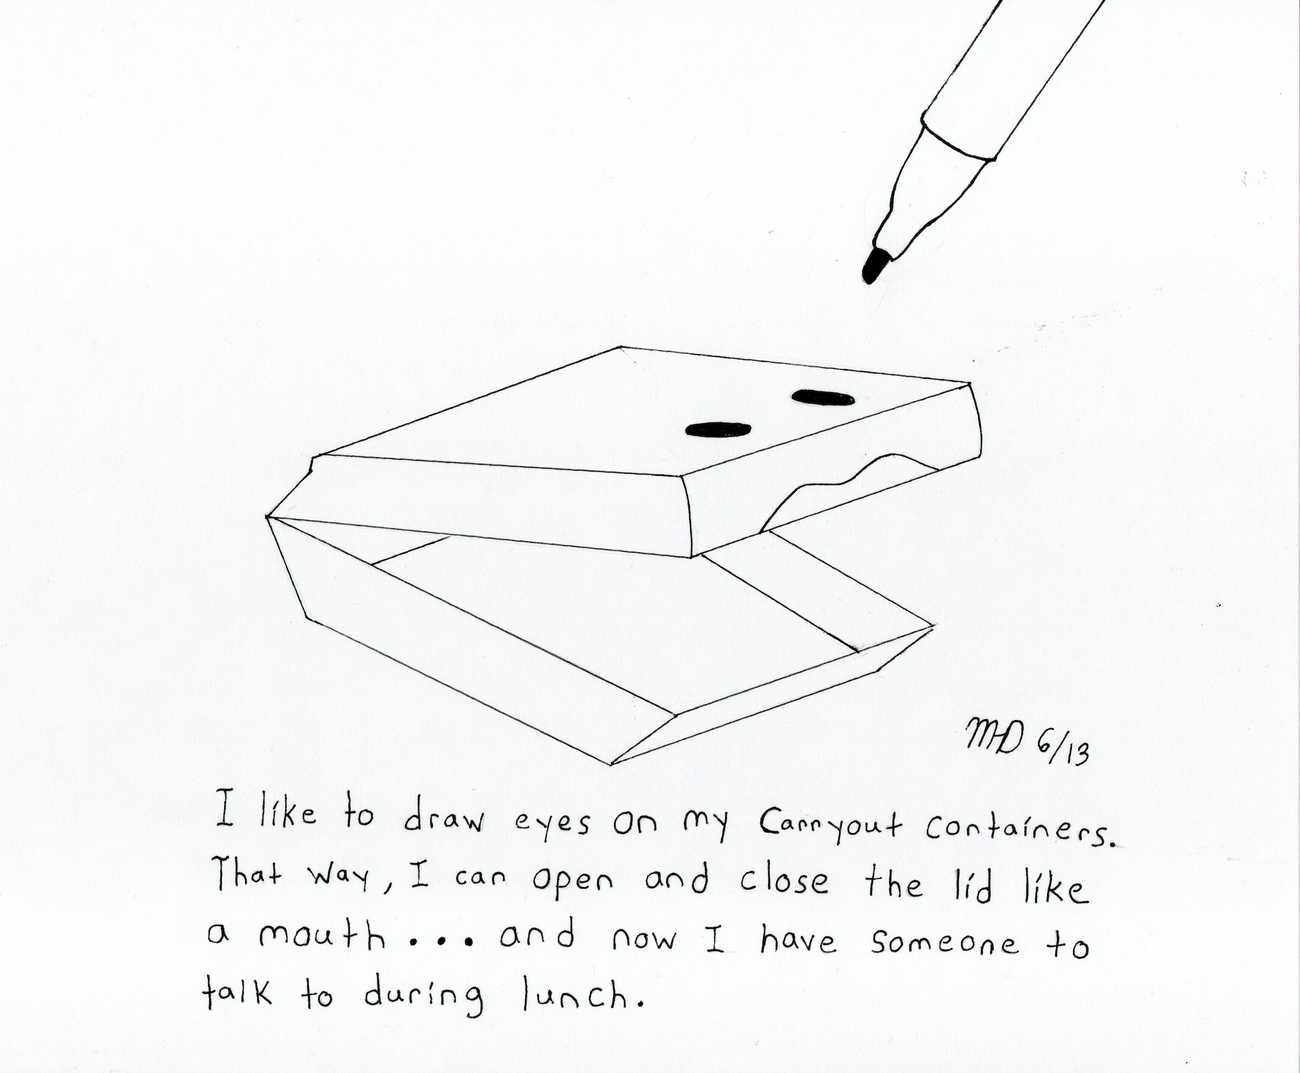 MHD 6/13
I like to draw eyes on my Carryout containers.
That way, I can open and close the lid like
a mouth... and now I have someone to
talk to during lunch.